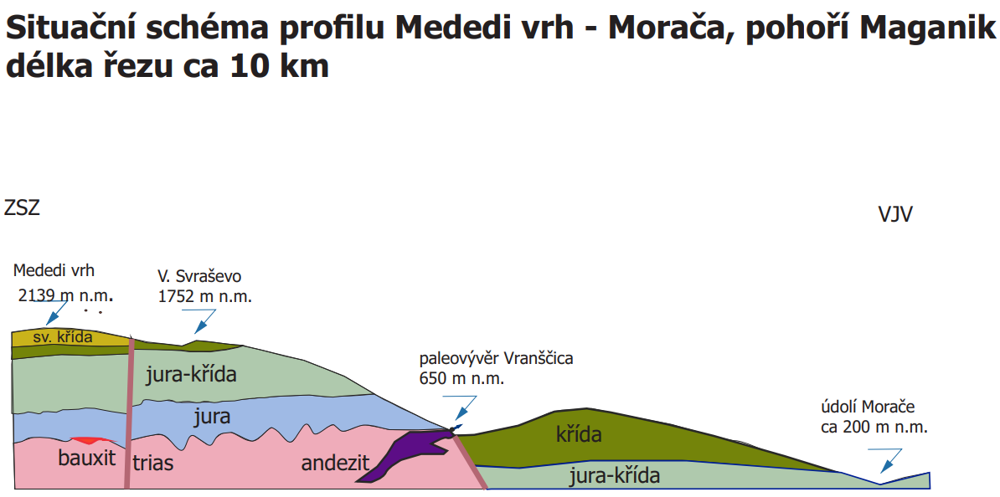 Situační schéma profilu Mededi vrh - Morača, pohoří Maganik
délka řezu ca 10 km
ZSZ
VJV
Mededi vrh
2139 m n.m.
V. Svraševo
1752 m n.m.
sv. křída
jura-křída
paleovývěr Vranščica
650 m n.m.
údolí Morače
ca 200 m n.m.
jura
křída
bauxit
trias
andezit
jura-křída